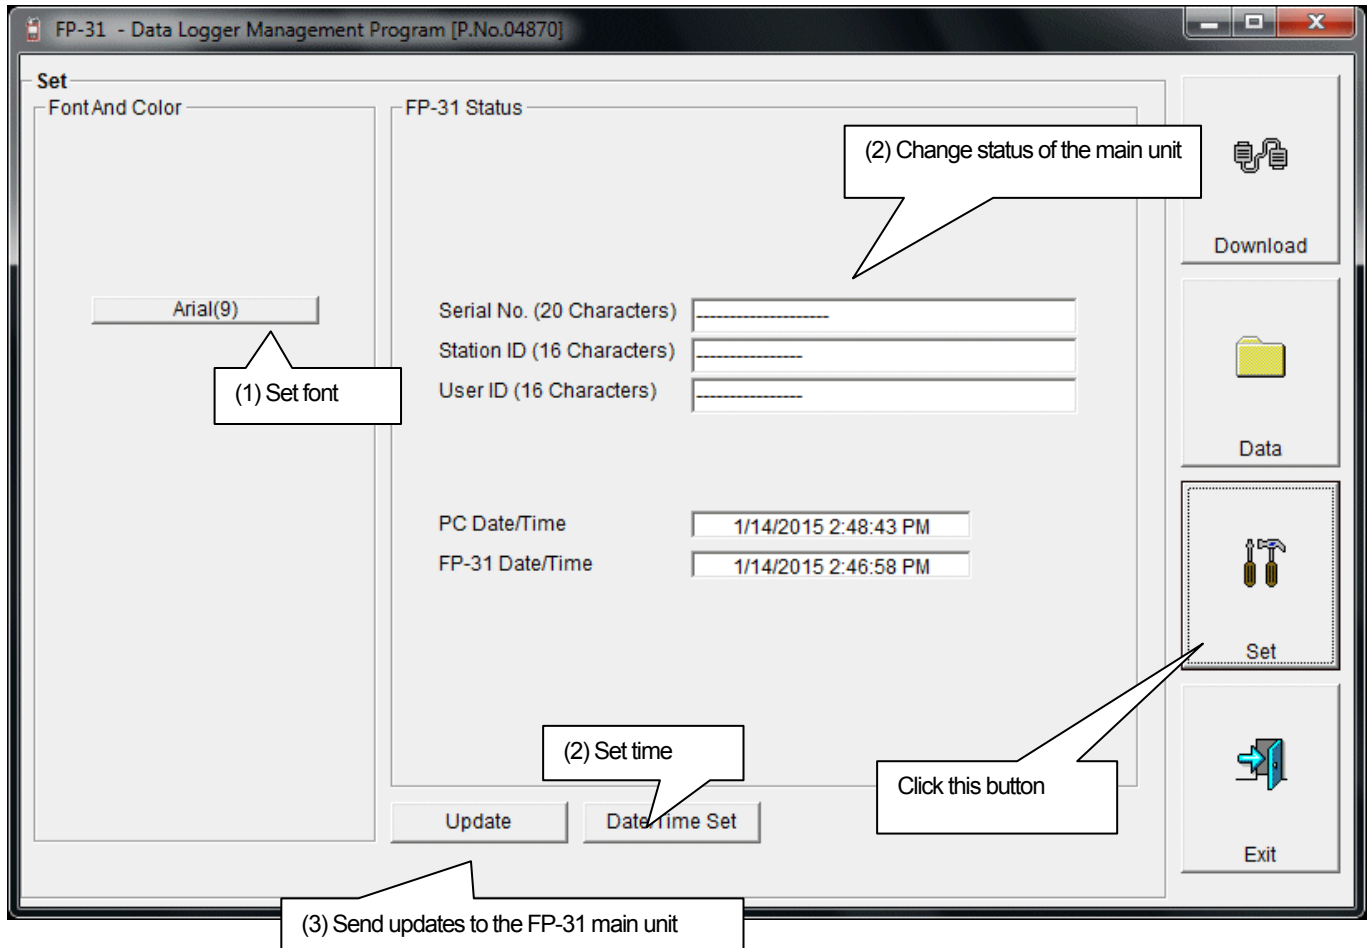 FP-31 - Data Logger Management Program [P.No.04870]
Set
Font And Color
FP-31 Status
(2) Change status of the main unit
Download
Arial(9)
(1) Set font
Serial No. (20 Characters) --------------------
Station ID (16 Characters) ----------------
User ID (16 Characters) ----------------
Data
PC Date/Time 1/14/2015 2:48:43 PM
FP-31 Date/Time 1/14/2015 2:46:58 PM
Set
(2) Set time
Click this button
Update
Date/Time Set
Exit
(3) Send updates to the FP-31 main unit